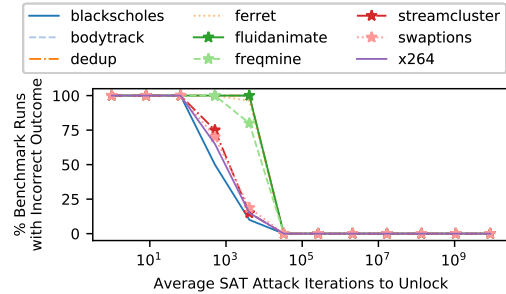 blackscholes
bodytrack
dedup
ferret
fluidanimate
freqmine
streamcluster
swaptions
x264
% Benchmark Runs
with Incorrect Outcome
100
75
50
25
0
10^1
10^3
10^5
10^7
10^9
Average SAT Attack Iterations to Unlock